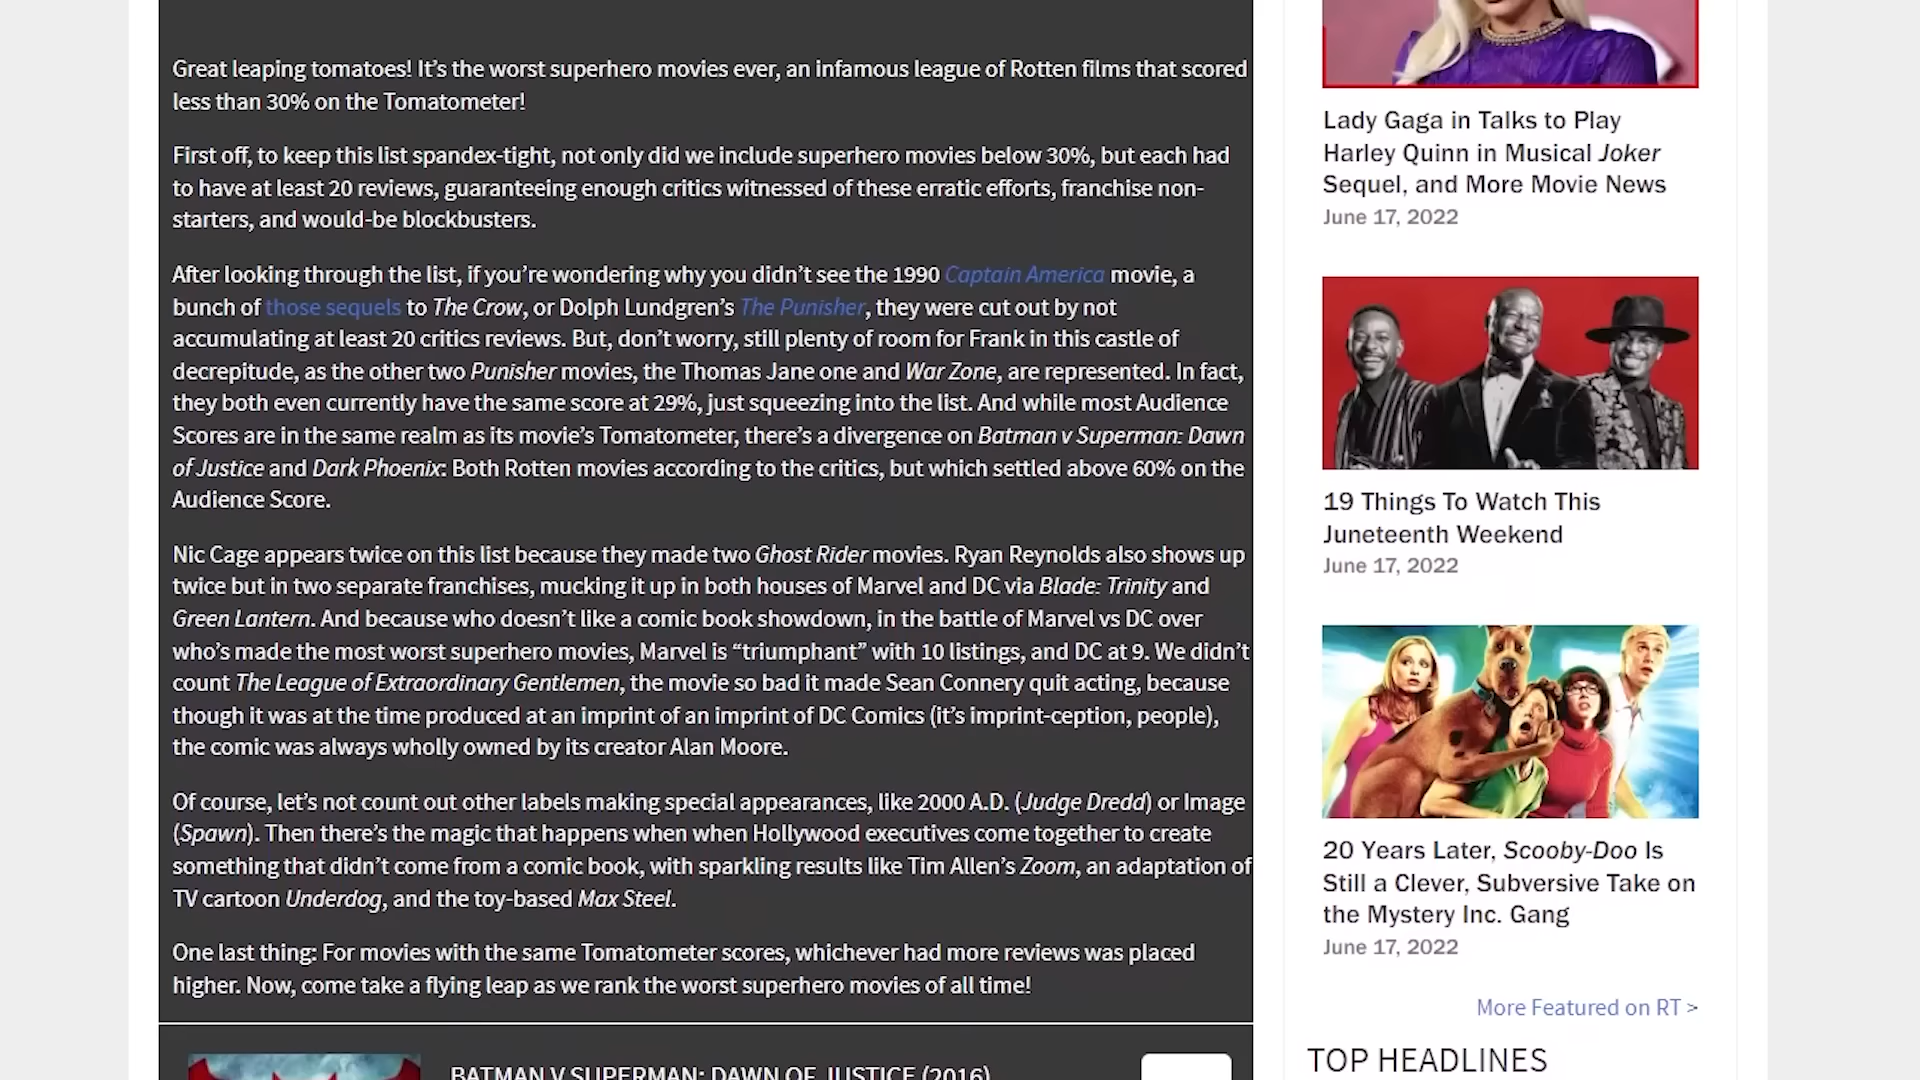 Great leaping tomatoes! It’s the worst superhero movies ever, an infamous league of Rotten films that scored
less than 30% on the Tomatometer!
First off, to keep this list spandex-tight, not only did we include superhero movies below 30%, but each had
to have at least 20 reviews, guaranteeing enough critics witnessed of these erratic efforts, franchise non-
starters, and would-be blockbusters.
After looking through the list, if you’re wondering why you didn’t see the 1990 Captain America movie, a
bunch of those sequels to The Crow, or Dolph Lundgren’s The Punisher, they were cut out by not
accumulating at least 20 critics reviews. But, don’t worry, still plenty of room for Frank in this castle of
decrepitude, as the other two Punisher movies, the Thomas Jane one and War Zone, are represented. In fact,
they both even currently have the same score at 29%, just squeezing into the list. And while most Audience
Scores are in the same realm as its movie’s Tomatometer, there’s a divergence on Batman v Superman: Dawn
of Justice and Dark Phoenix: Both Rotten movies according to the critics, but which settled above 60% on the
Audience Score.
Nic Cage appears twice on this list because they made two Ghost Rider movies. Ryan Reynolds also shows up
twice but in two separate franchises, mucking it up in both houses of Marvel and DC via Blade: Trinity and
Green Lantern. And because who doesn’t like a comic book showdown, in the battle of Marvel vs DC over
who’s made the most worst superhero movies, Marvel is “triumphant” with 10 listings, and DC at 9. We didn’t
count The League of Extraordinary Gentlemen, the movie so bad it made Sean Connery quit acting, because
though it was at the time produced at an imprint of an imprint of DC Comics (it’s imprint-ception, people),
the comic was always wholly owned by its creator Alan Moore.
Of course, let’s not count out other labels making special appearances, like 2000 A.D. (Judge Dredd) or Image
(Spawn). Then there’s the magic that happens when when Hollywood executives come together to create
something that didn’t come from a comic book, with sparkling results like Tim Allen’s Zoom, an adaptation of
TV cartoon Underdog, and the toy-based Max Steel.
One last thing: For movies with the same Tomatometer scores, whichever had more reviews was placed
higher. Now, come take a flying leap as we rank the worst superhero movies of all time!
BATMAN V SUPERMAN: DAWN OF JUSTICE (2016)
Lady Gaga in Talks to Play
Harley Quinn in Musical Joker
Sequel, and More Movie News
June 17, 2022
19 Things To Watch This
Juneteenth Weekend
June 17, 2022
20 Years Later, Scooby-Doo Is
Still a Clever, Subversive Take on
the Mystery Inc. Gang
June 17, 2022
More Featured on RT >
TOP HEADLINES